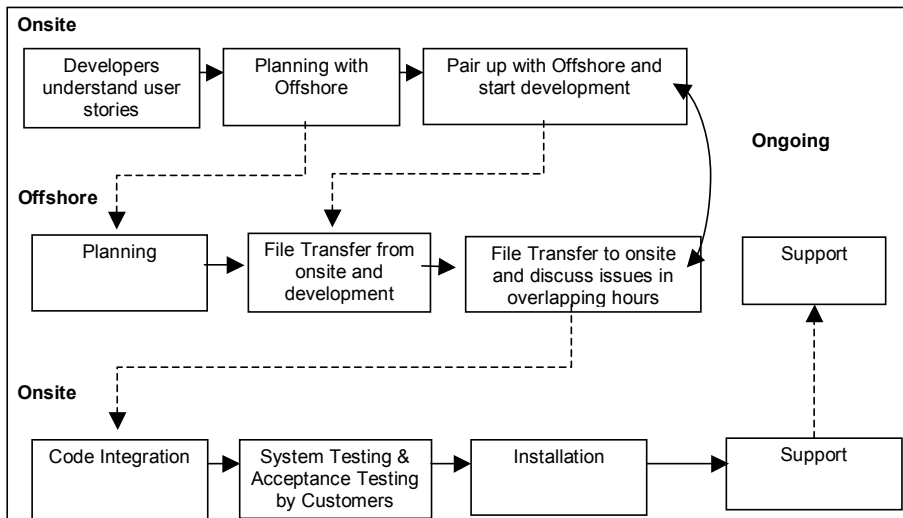 Onsite
Developers
understand user
stories
Planning with
Offshore
Pair up with Offshore and
start development
Ongoing
Offshore
Planning
File Transfer from
onsite and
development
File Transfer to onsite
and discuss issues in
overlapping hours
Support
Onsite
Code Integration
System Testing &
Acceptance Testing
by Customers
Installation
Support